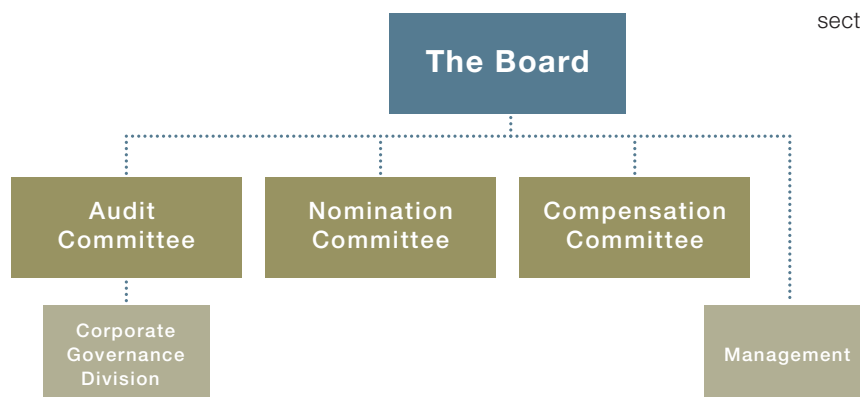 sect
The Board
Audit
Committee
Nomination
Committee
Compensation
Committee
Corporate
Governance
Division
Management